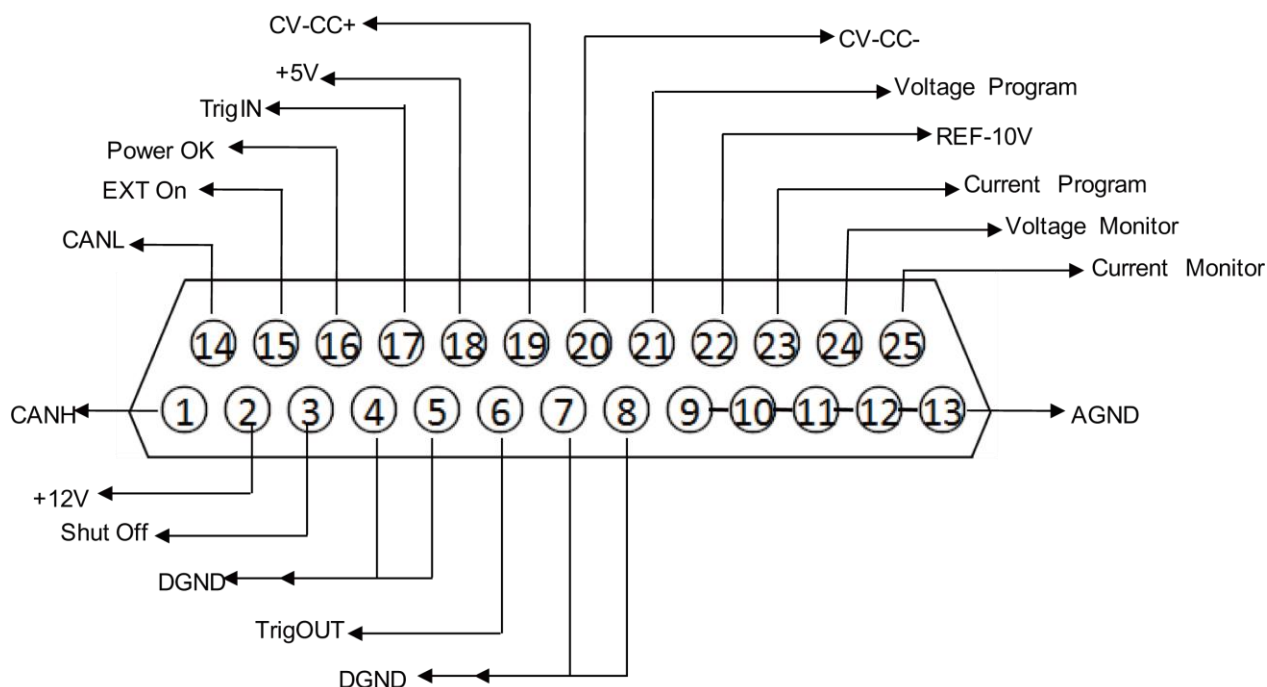 CV-CC+
CV-CC-
+5V
Voltage Program
TrigIN
REF-10V
Power OK
Current Program
EXT On
Voltage Monitor
CANL
Current Monitor
14 15 16 17 18 19 20 21 22 23 24 25
CANH 1 2 3 4 5 6 7 8 9 10 11 12 13 AGND
+12V
Shut Off
DGND
TrigOUT
DGND